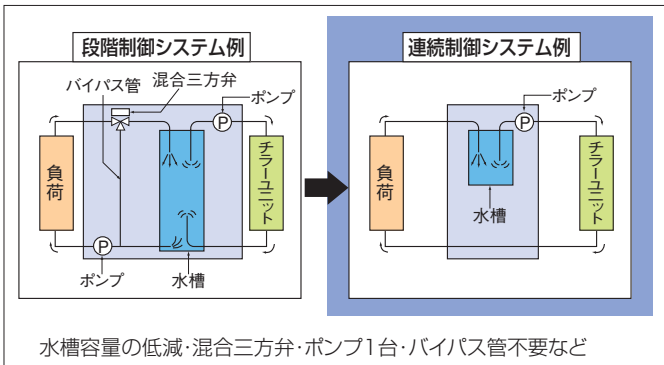 段階制御システム例
バイパス管
混合三方弁
ポンプ
P
負荷
チラーユニット
P
ポンプ
水槽
連続制御システム例
ポンプ
P
負荷
水槽
チラーユニット
水槽容量の低減･混合三方弁･ポンプ1台･バイパス管不要など